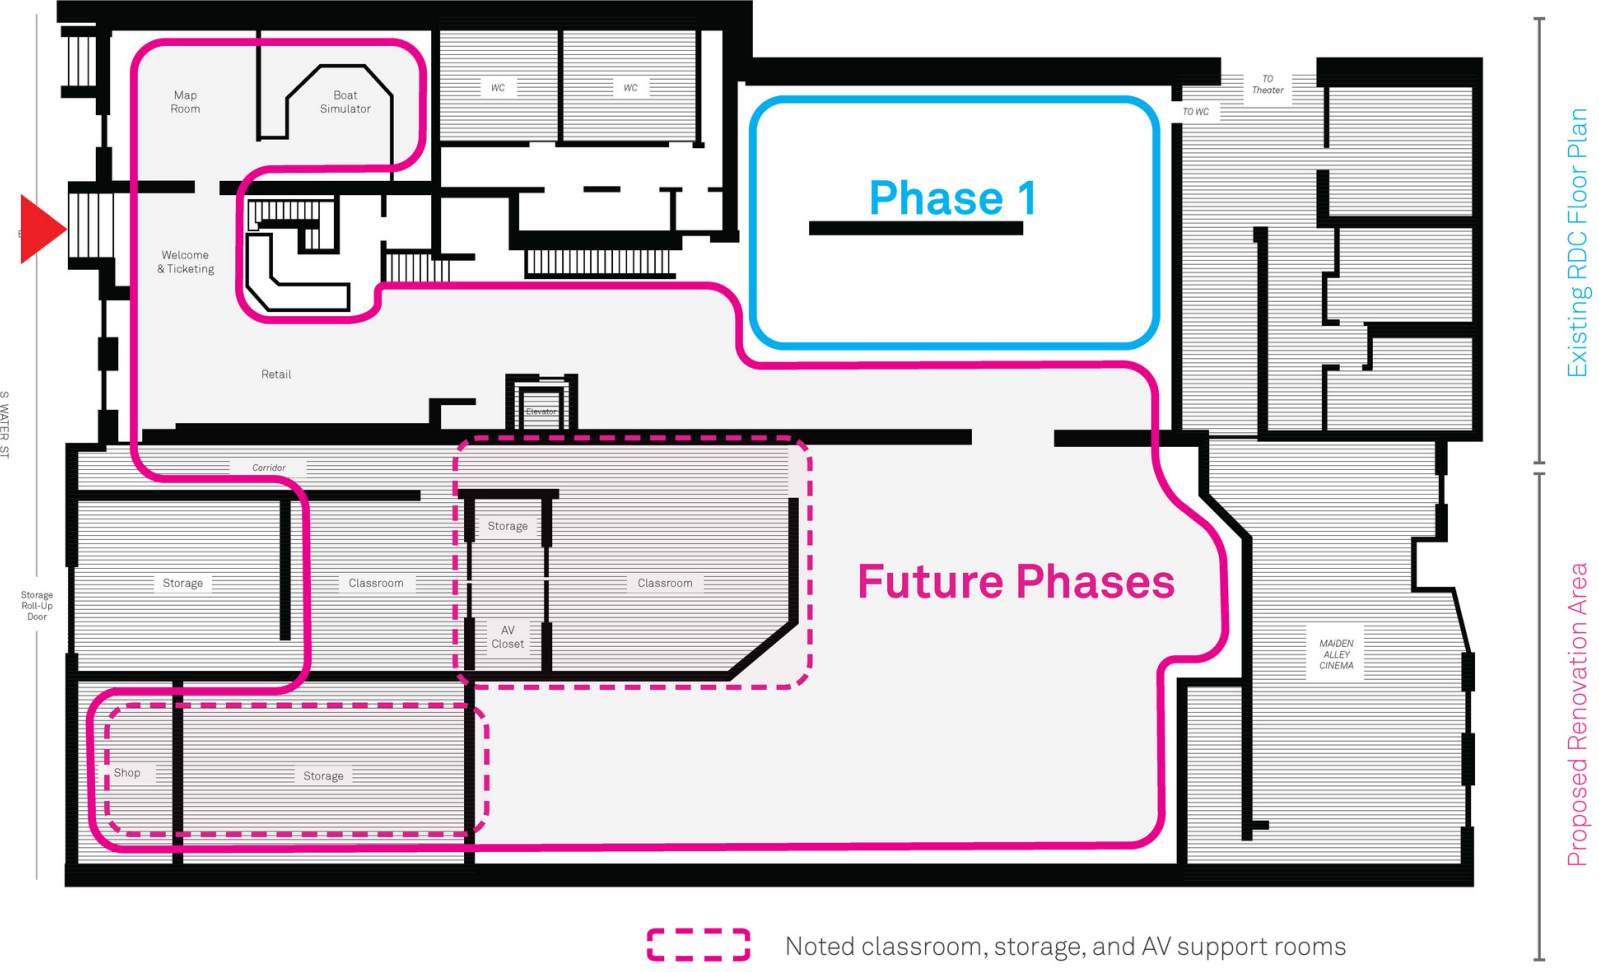 Map
Room
Boat
Simulator
WC
WC
TO
Theater
TO WC
Phase 1
Existing RDC Floor Plan
Welcome
& Ticketing
Retail
Elevator
S. WATER ST
Corridor
Storage
Storage
Classroom
Classroom
AV
Closet
Future Phases
Storage
Roll-Up
Door
MAiDEN
ALLEY
CINEMA
Proposed Renovation Area
Shop
Storage
Noted classroom, storage, and AV support rooms